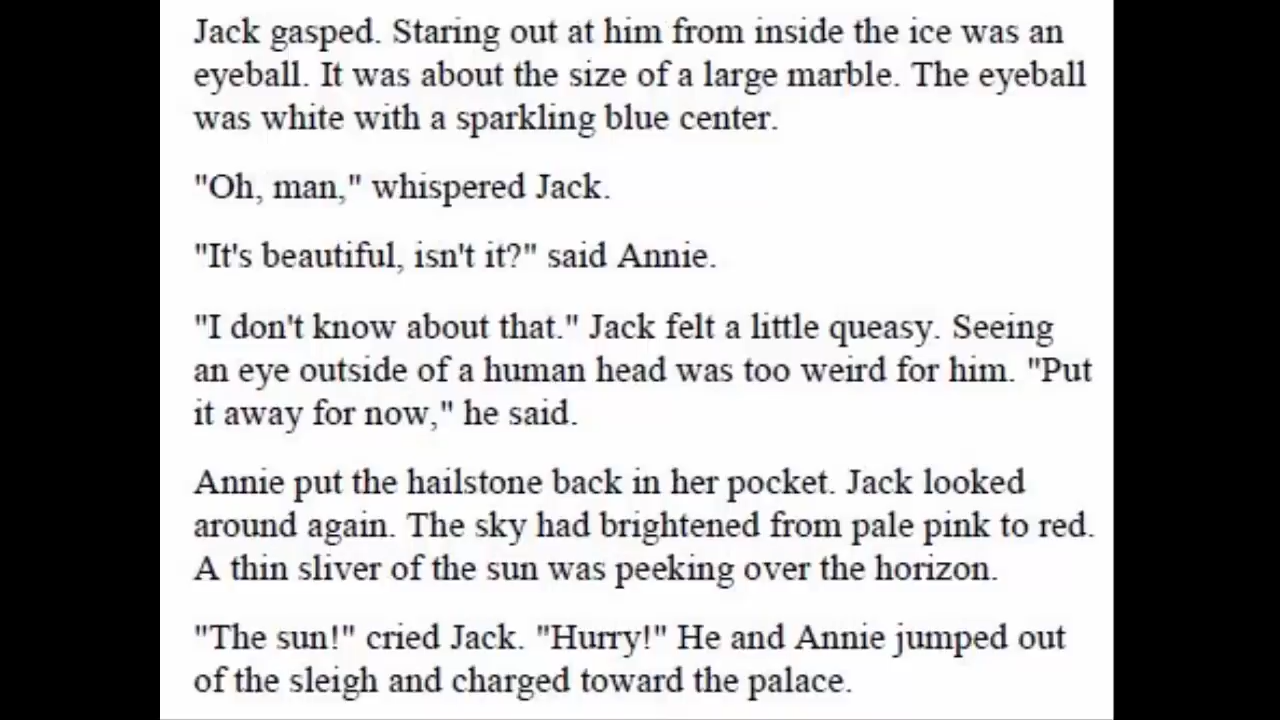 Jack gasped. Staring out at him from inside the ice was an
eyeball. It was about the size of a large marble. The eyeball
was white with a sparkling blue center.
"Oh, man," whispered Jack.
"It's beautiful, isn't it?" said Annie.
"I don't know about that." Jack felt a little queasy. Seeing
an eye outside of a human head was too weird for him. "Put
it away for now," he said.
Annie put the hailstone back in her pocket. Jack looked
around again. The sky had brightened from pale pink to red.
A thin sliver of the sun was peeking over the horizon.
"The sun!" cried Jack. "Hurry!" He and Annie jumped out
of the sleigh and charged toward the palace.